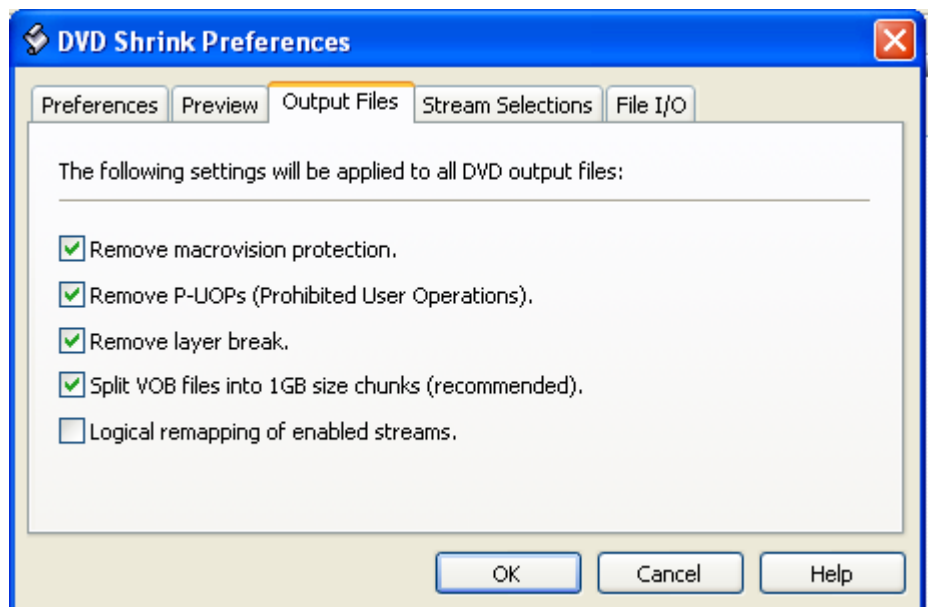 DVD Shrink Preferences
Preferences Preview Output Files Stream Selections File I/O
The following settings will be applied to all DVD output files:
Remove macrovision protection.
Remove P-UOPs (Prohibited User Operations).
Remove layer break.
Split VOB files into 1GB size chunks (recommended).
Logical remapping of enabled streams.
OK Cancel Help